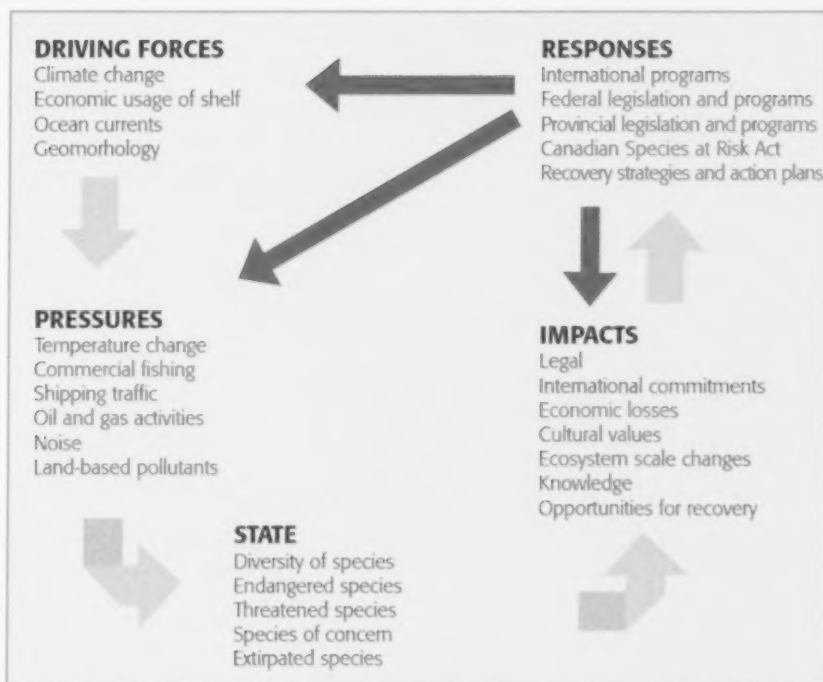 DRIVING FORCES
Climate change
Economic usage of shelf
Ocean currents
Geomorhology
RESPONSES
International programs
Federal legislation and programs
Provincial legislation and programs
Canadian Species at Risk Act
Recovery strategies and action plans
PRESSURES
Temperature change
Commercial fishing
Shipping traffic
Oil and gas activities
Noise
Land-based pollutants
IMPACTS
Legal
International commitments
Economic losses
Cultural values
Ecosystem scale changes
Knowledge
Opportunities for recovery
STATE
Diversity of species
Endangered species
Threatened species
Species of concern
Extirpated species